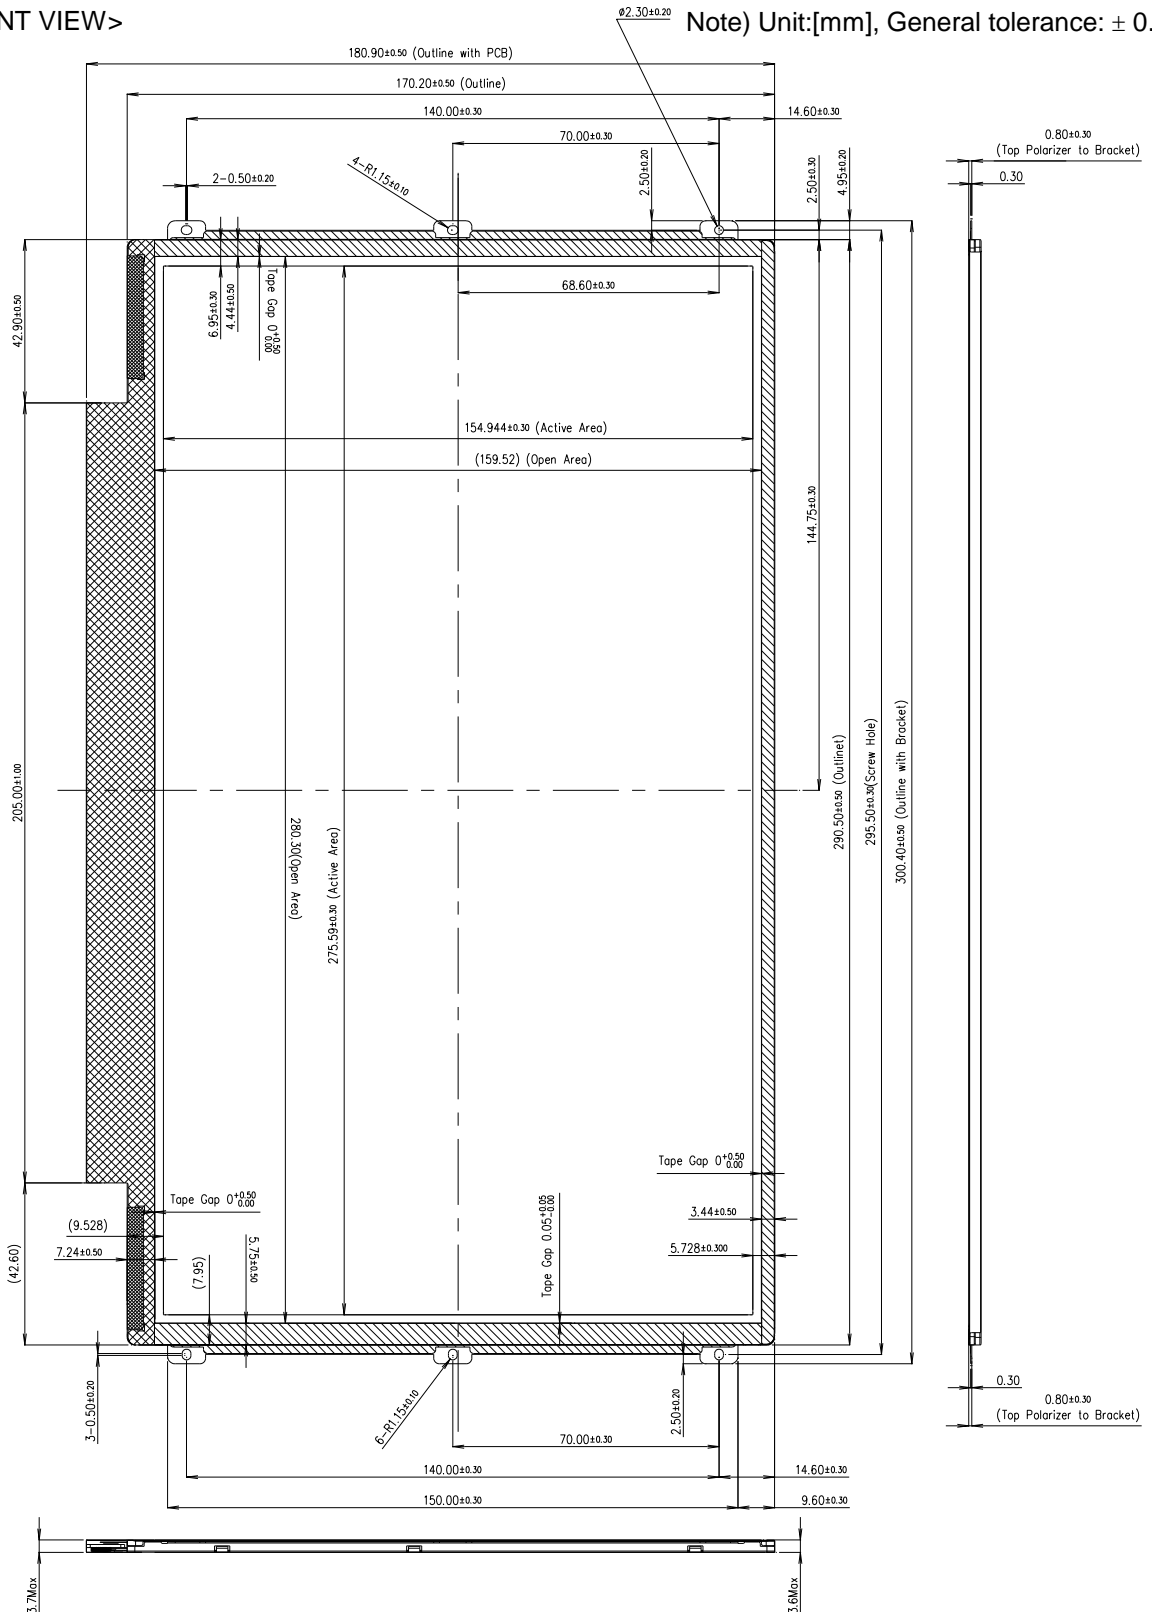 NT VIEW>
Note) Unit:[mm], General tolerance: ± 0.
ø2.30±0.20
180.90±0.50 (Outline with PCB)
170.20±0.50 (Outline)
140.00±0.30
14.60±0.30
70.00±0.30
4-R1.15±0.10
2-0.50±0.20
2.50±0.20
2.50±0.30
4.95±0.20
0.80±0.30
(Top Polarizer to Bracket)
0.30
42.90±0.50
6.95±0.30
4.44±0.50
Tape Gap 0+0.50 0.00
68.60±0.30
154.944±0.30 (Active Area)
(159.52) (Open Area)
144.75±0.30
205.00±1.00
280.30(Open Area)
275.59±0.30 (Active Area)
290.50±0.50 (Outlinet)
295.50±0.30(Screw Hole)
300.40±0.50 (Outline with Bracket)
Tape Gap 0+0.50 0.00
Tape Gap 0+0.50 0.00
(9.528)
7.24±0.50
(42.60)
(7.95)
5.75±0.50
Tape Gap 0.05+0.05 -0.00
3.44±0.50
5.728±0.300
3-0.50±0.20
6-R1.15±0.10
2.50±0.20
70.00±0.30
0.30
0.80±0.30
(Top Polarizer to Bracket)
140.00±0.30
14.60±0.30
150.00±0.30
9.60±0.30
3.7Max
3.6Max